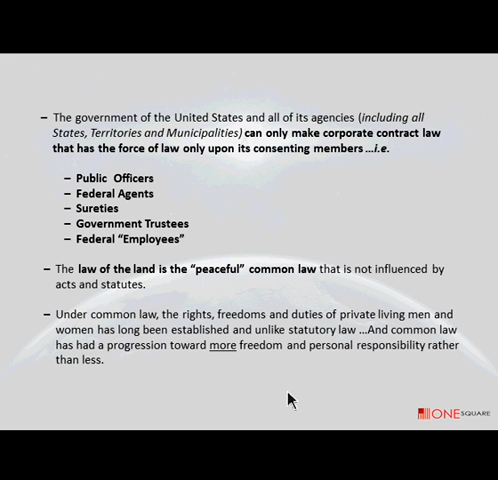 – The government of the United States and all of its agencies (including all
States, Territories and Municipalities) can only make corporate contract law
that has the force of law only upon its consenting members ...i.e.
– Public Officers
– Federal Agents
– Sureties
– Government Trustees
– Federal “Employees”
– The law of the land is the “peaceful” common law that is not influenced by
acts and statutes.
– Under common law, the rights, freedoms and duties of private living men and
women has long been established and unlike statutory law ...And common law
has had a progression toward more freedom and personal responsibility rather
than less.
ONE SQUARE